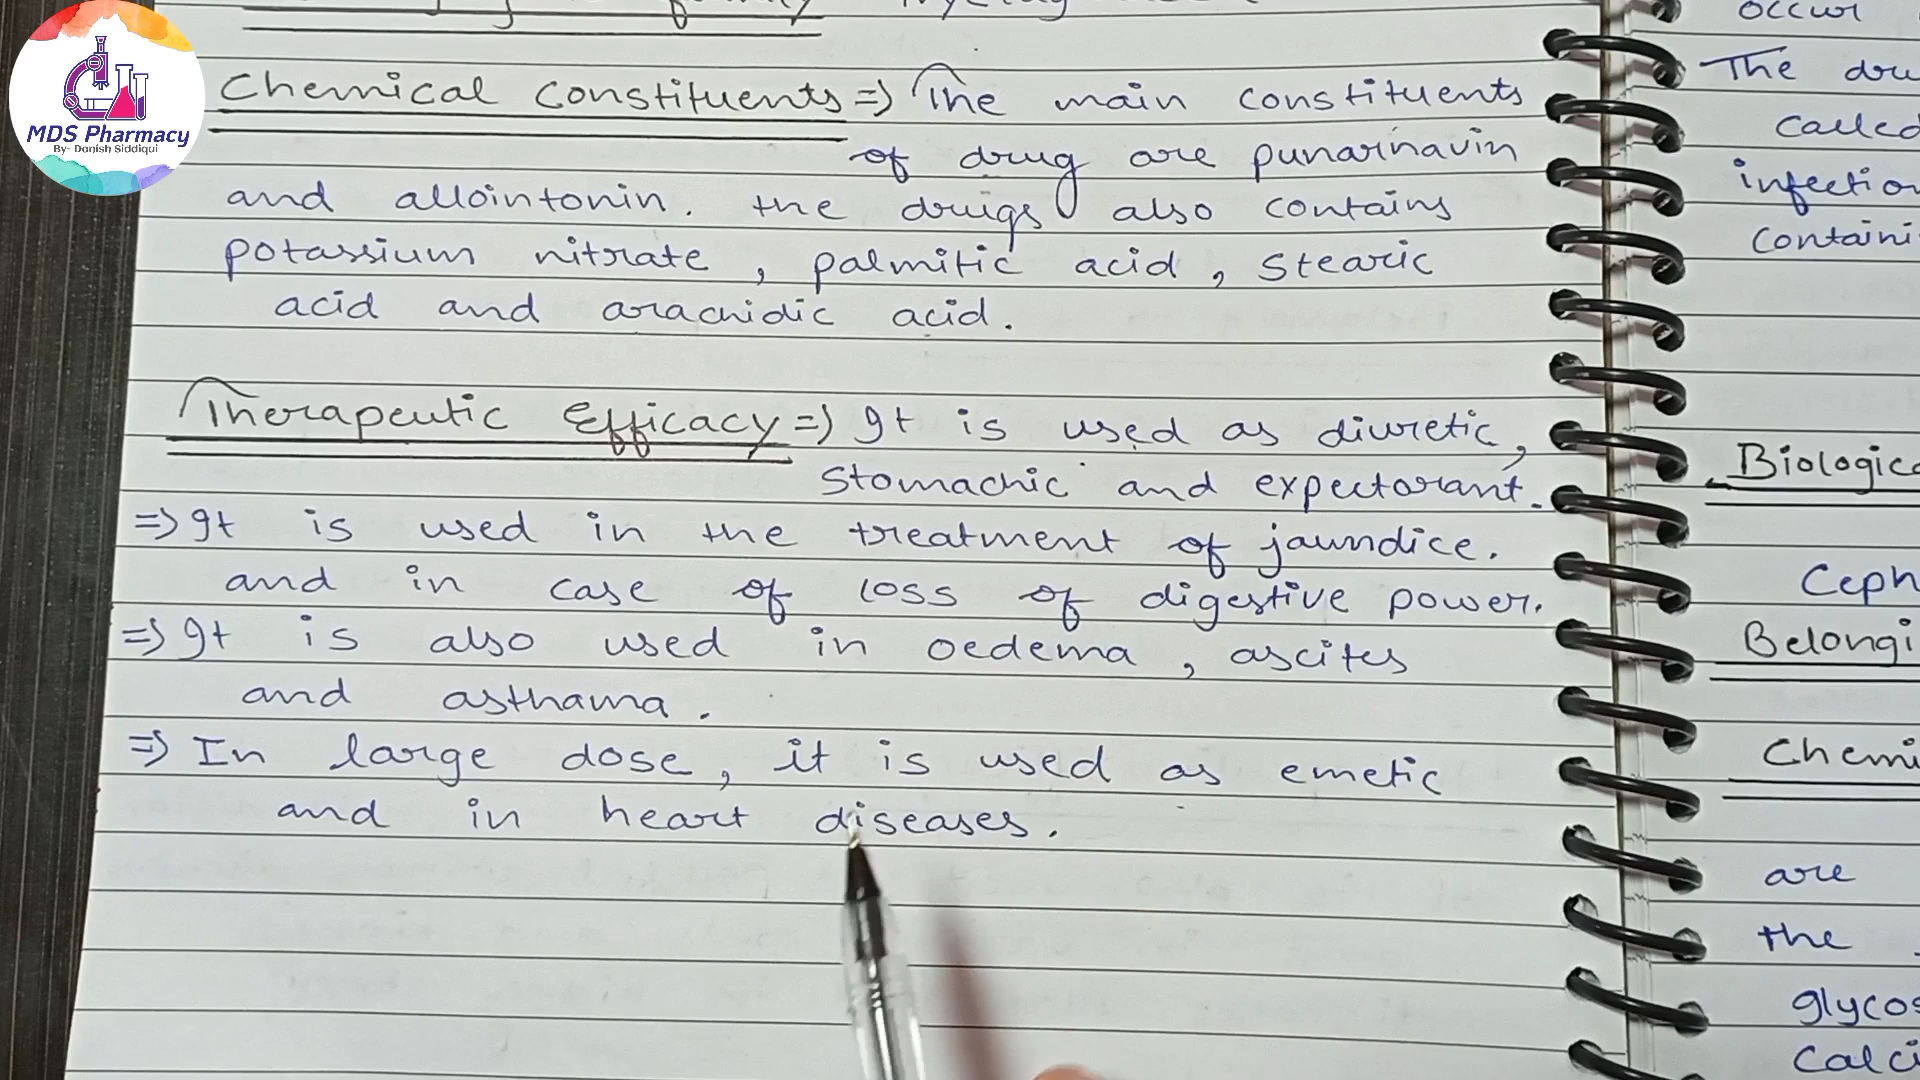 MDS Pharmacy
By- Danish Siddiqui
Chemical constituents => The main constituents
of drug are punarnavin
and allointonin. the drugs also contains
potassium nitrate, palmitic acid, stearic
acid and aracnidic acid.
Therapeutic Efficacy => It is used as diuretic,
stomachic and expectorant.
=> It is used in the treatment of jaundice.
and in case of loss of digestive power.
=> It is also used in oedema, ascites
and asthama.
=> In large dose, it is used as emetic
and in heart diseases.
occur
The dru
called
infection
Containi
Biologica
Ceph
Belongi
Chemi
are
the
glycos
Calci